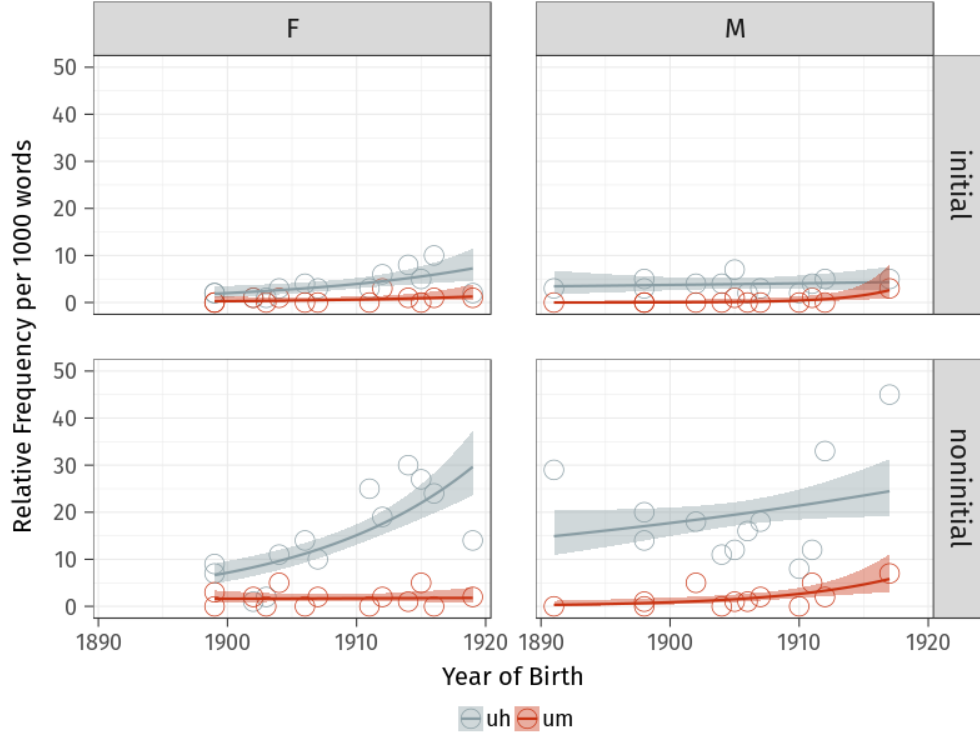 F M
50
40
30
20
10
0
initial
50
40
30
20
10
0
noninitial
Relative Frequency per 1000 words
1890 1900 1910 1920 1890 1900 1910 1920
Year of Birth
uh um